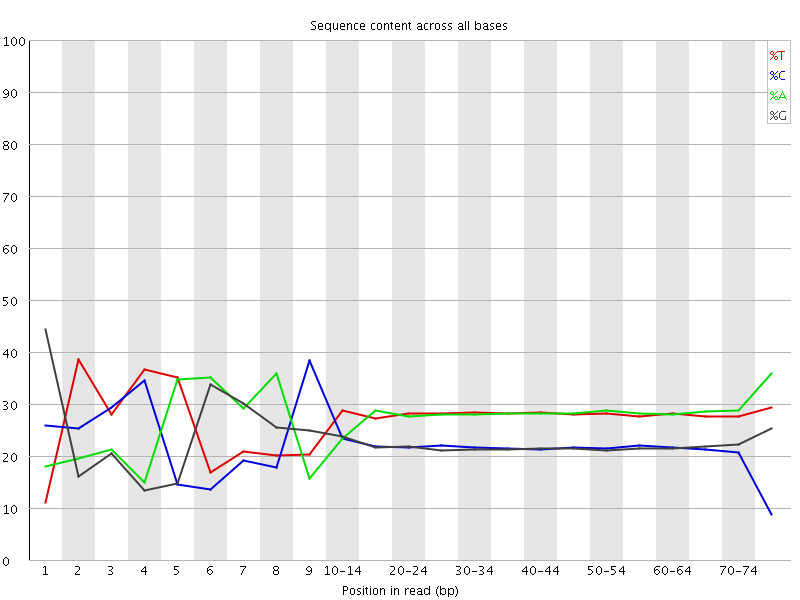 Sequence content across all bases
100
90
80
70
60
50
40
30
20
10
0
%T
%C
%A
%G
1 2 3 4 5 6 7 8 9 10-14 20-24 30-34 40-44 50-54 60-64 70-74
Position in read (bp)